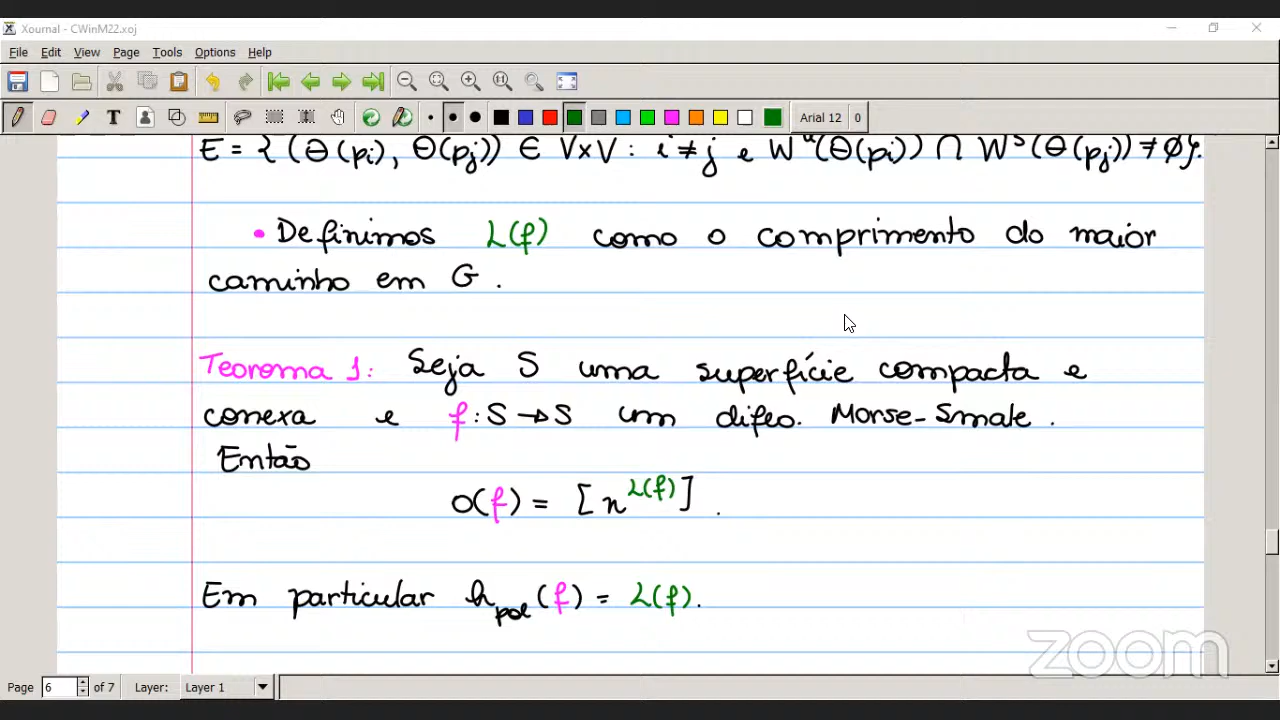 Xournal - CWinM22.xoj
File Edit View Page Tools Options Help
Arial 12 0
E = { (Θ(pi), Θ(pj)) ∈ V×V : i ≠ j e Wᵘ(Θ(pi)) ∩ Wˢ(Θ(pj)) ≠ ∅}.
• Definimos L(f) como o comprimento do maior
caminho em G.
Teorema 1: Seja S uma superfície compacta e
conexa e f : S → S um difeo. Morse-Smale.
Então
O(f) = [n^L(f)].
Em particular h_pol(f) = L(f).
zoom
Page 6 of 7 Layer: Layer 1